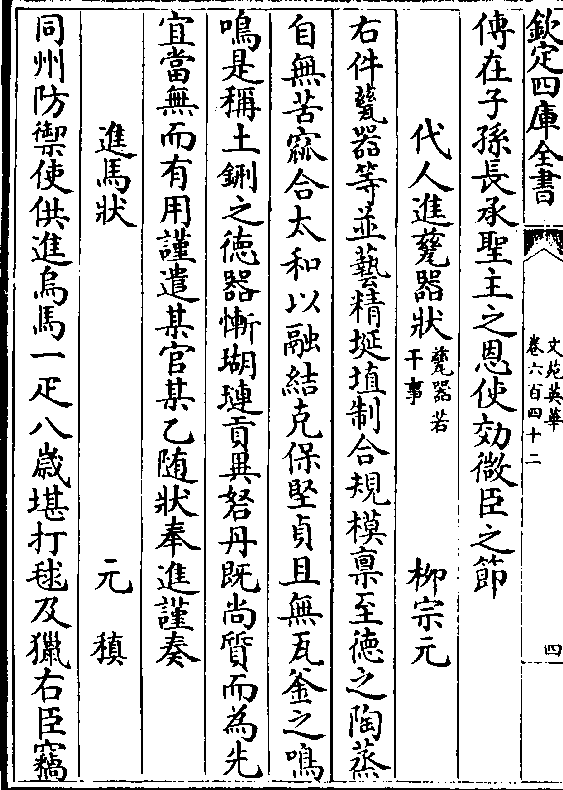 欽定四庫全書
文苑英華
卷六百四十二
四
傳在子孫長承聖主之恩使効微臣之節
代人進甆器狀 甆器若干事 柳宗元
右件甆器等並藝精埏埴制合規模禀至徳之陶蒸
自無苦窳合太和以融結克保堅貞且無瓦釜之鳴
鳴是稱土鉶之徳器慚瑚璉貢異砮丹既尚質而為先
宜當無而有用謹遣某官某乙随狀奉進謹奏
進馬狀 元稹
同州防禦使供進烏馬一疋八歳堪打毬及獵右臣竊